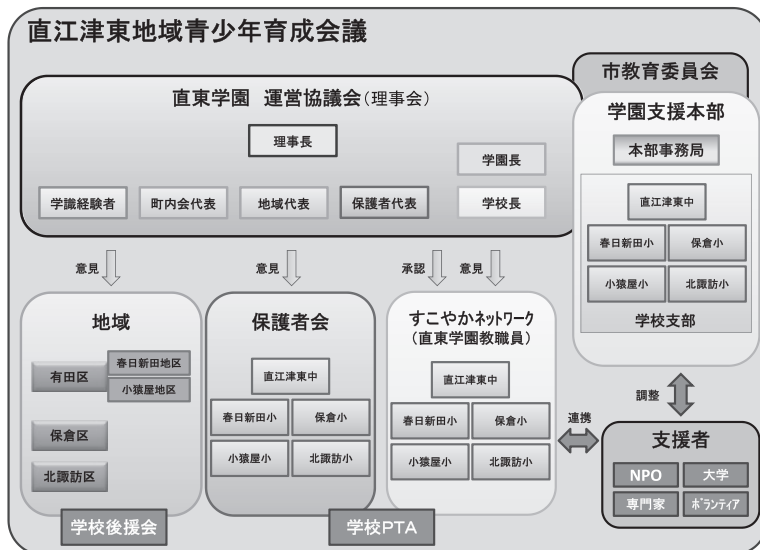 直江津東地域青少年育成会議
市教育委員会
直東学園 運営協議会(理事会)
理事長
学園長
学識経験者
町内会代表
地域代表
保護者代表
学校長
学園支援本部
本部事務局
直江津東中
春日新田小
保倉小
小猿屋小
北諏訪小
学校支部
意見
意見
承認
意見
調整
地域
有田区
春日新田地区
小猿屋地区
保倉区
北諏訪区
学校後援会
保護者会
直江津東中
春日新田小
保倉小
小猿屋小
北諏訪小
すこやかネットワーク
(直東学園教職員)
直江津東中
春日新田小
保倉小
小猿屋小
北諏訪小
学校PTA
連携
支援者
NPO
大学
専門家
ボランティア